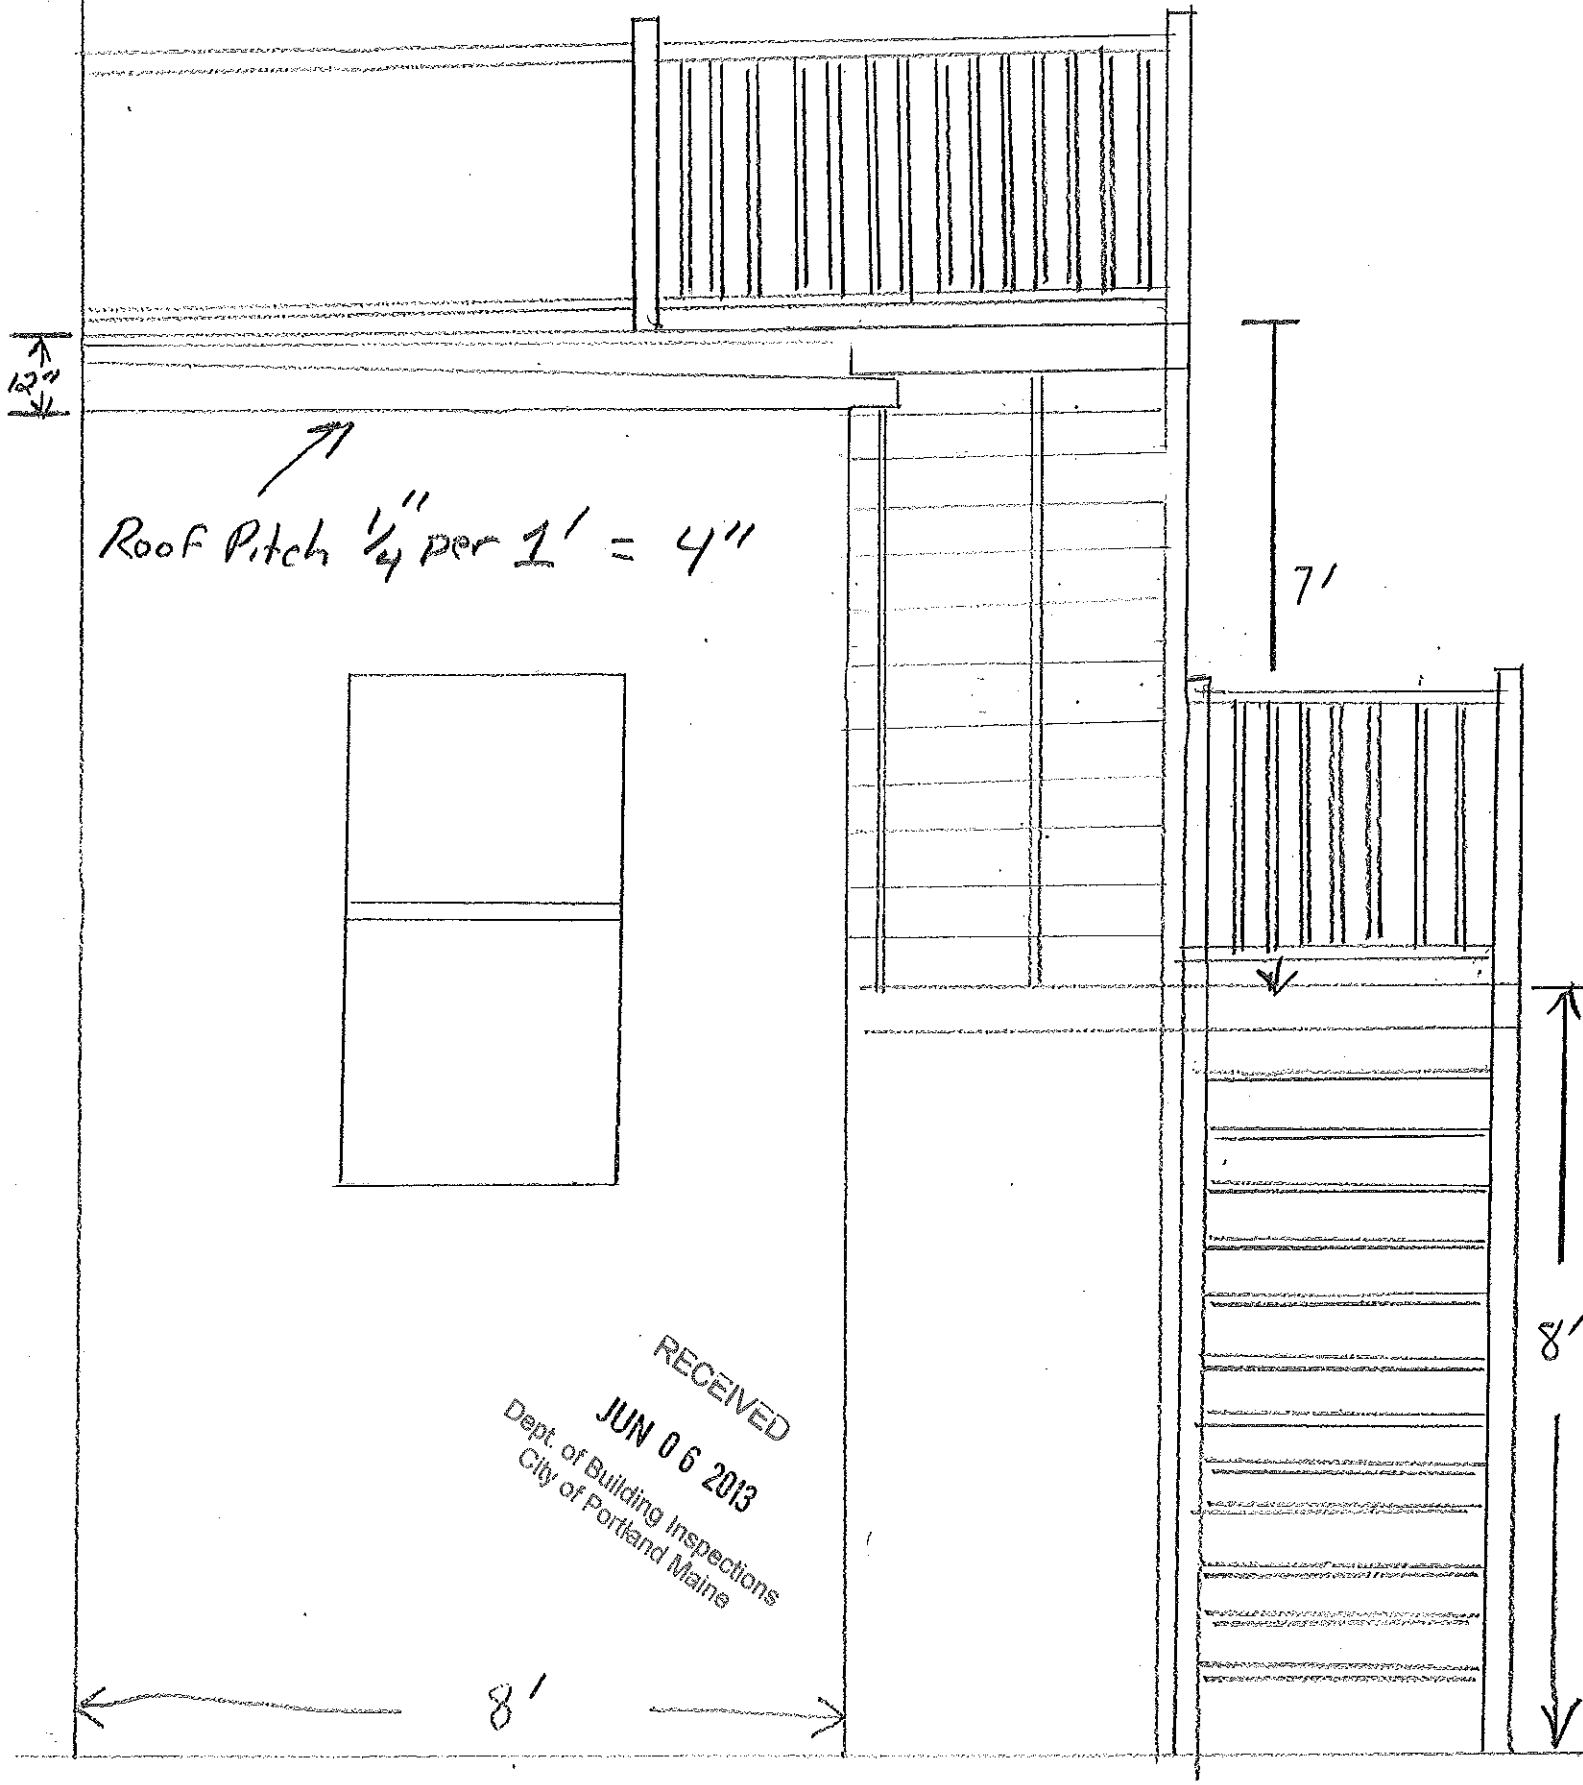 12"
Roof Pitch 1/4" per 1' = 4"
7'
8'
RECEIVED
JUN 06 2013
Dept. of Building Inspections
City of Portland Maine
8'